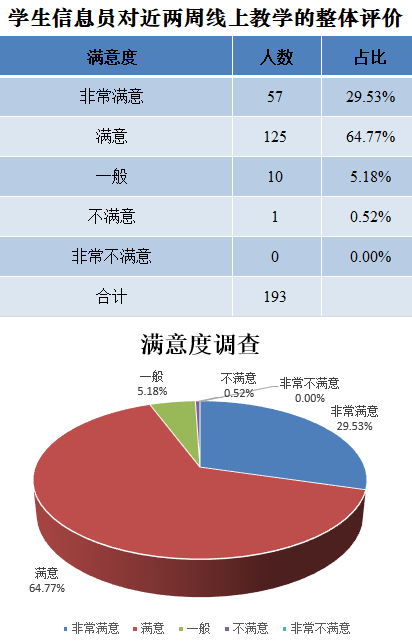 学生信息员对近两周线上教学的整体评价
满意度 人数 占比
非常满意 57 29.53%
满意 125 64.77%
一般 10 5.18%
不满意 1 0.52%
非常不满意 0 0.00%
合计 193
满意度调查
一般
5.18%
不满意
0.52%
非常不满意
0.00%
非常满意
29.53%
满意
64.77%
非常满意 满意 一般 不满意 非常不满意